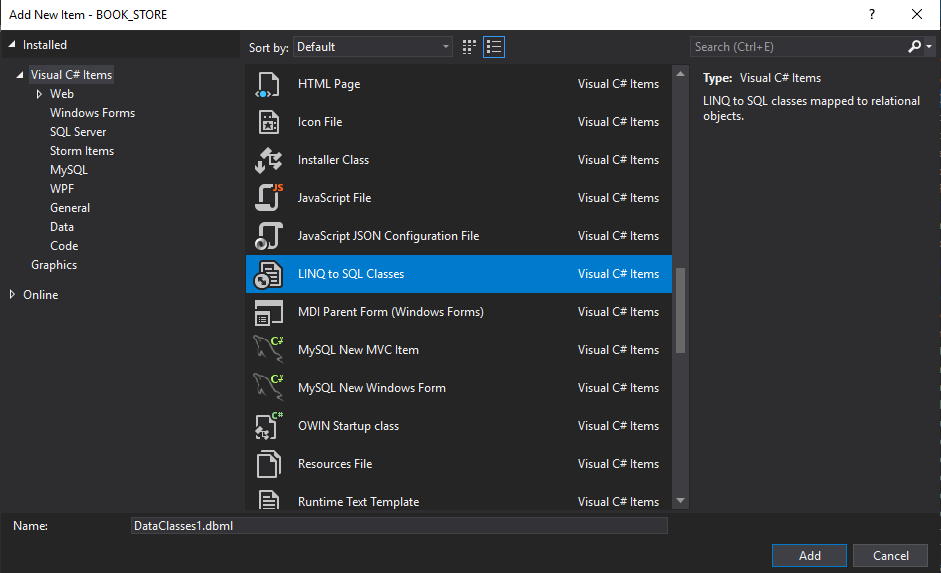 Add New Item - BOOK_STORE
Installed
Sort by: Default
Search (Ctrl+E)
Visual C# Items
Web
Windows Forms
SQL Server
Storm Items
MySQL
WPF
General
Data
Code
Graphics
Online
HTML Page Visual C# Items
Icon File Visual C# Items
Installer Class Visual C# Items
JS
JavaScript File Visual C# Items
JavaScript JSON Configuration File Visual C# Items
LINQ to SQL Classes Visual C# Items
MDI Parent Form (Windows Forms) Visual C# Items
C#
MySQL New MVC Item Visual C# Items
C#
MySQL New Windows Form Visual C# Items
C#
OWIN Startup class Visual C# Items
Resources File Visual C# Items
Runtime Text Template Visual C# Items
Type: Visual C# Items
LINQ to SQL classes mapped to relational
objects.
Name: DataClasses1.dbml
Add Cancel